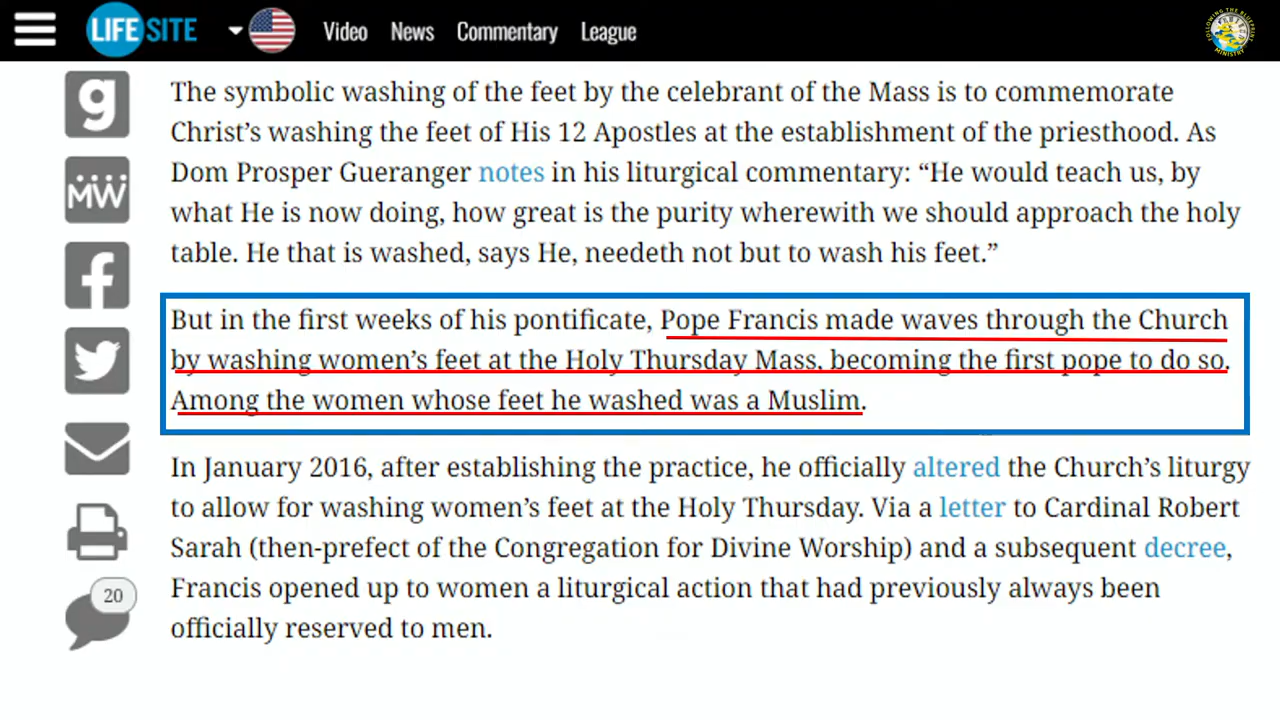 LIFE SITE Video News Commentary League
FOLLOWING THE BLUEPRINT
MINISTRY
The symbolic washing of the feet by the celebrant of the Mass is to commemorate
Christ’s washing the feet of His 12 Apostles at the establishment of the priesthood. As
Dom Prosper Gueranger notes in his liturgical commentary: “He would teach us, by
what He is now doing, how great is the purity wherewith we should approach the holy
table. He that is washed, says He, needeth not but to wash his feet.”
But in the first weeks of his pontificate, Pope Francis made waves through the Church
by washing women’s feet at the Holy Thursday Mass, becoming the first pope to do so.
Among the women whose feet he washed was a Muslim.
In January 2016, after establishing the practice, he officially altered the Church’s liturgy
to allow for washing women’s feet at the Holy Thursday. Via a letter to Cardinal Robert
Sarah (then-prefect of the Congregation for Divine Worship) and a subsequent decree,
Francis opened up to women a liturgical action that had previously always been
officially reserved to men.
g
MW
f
20